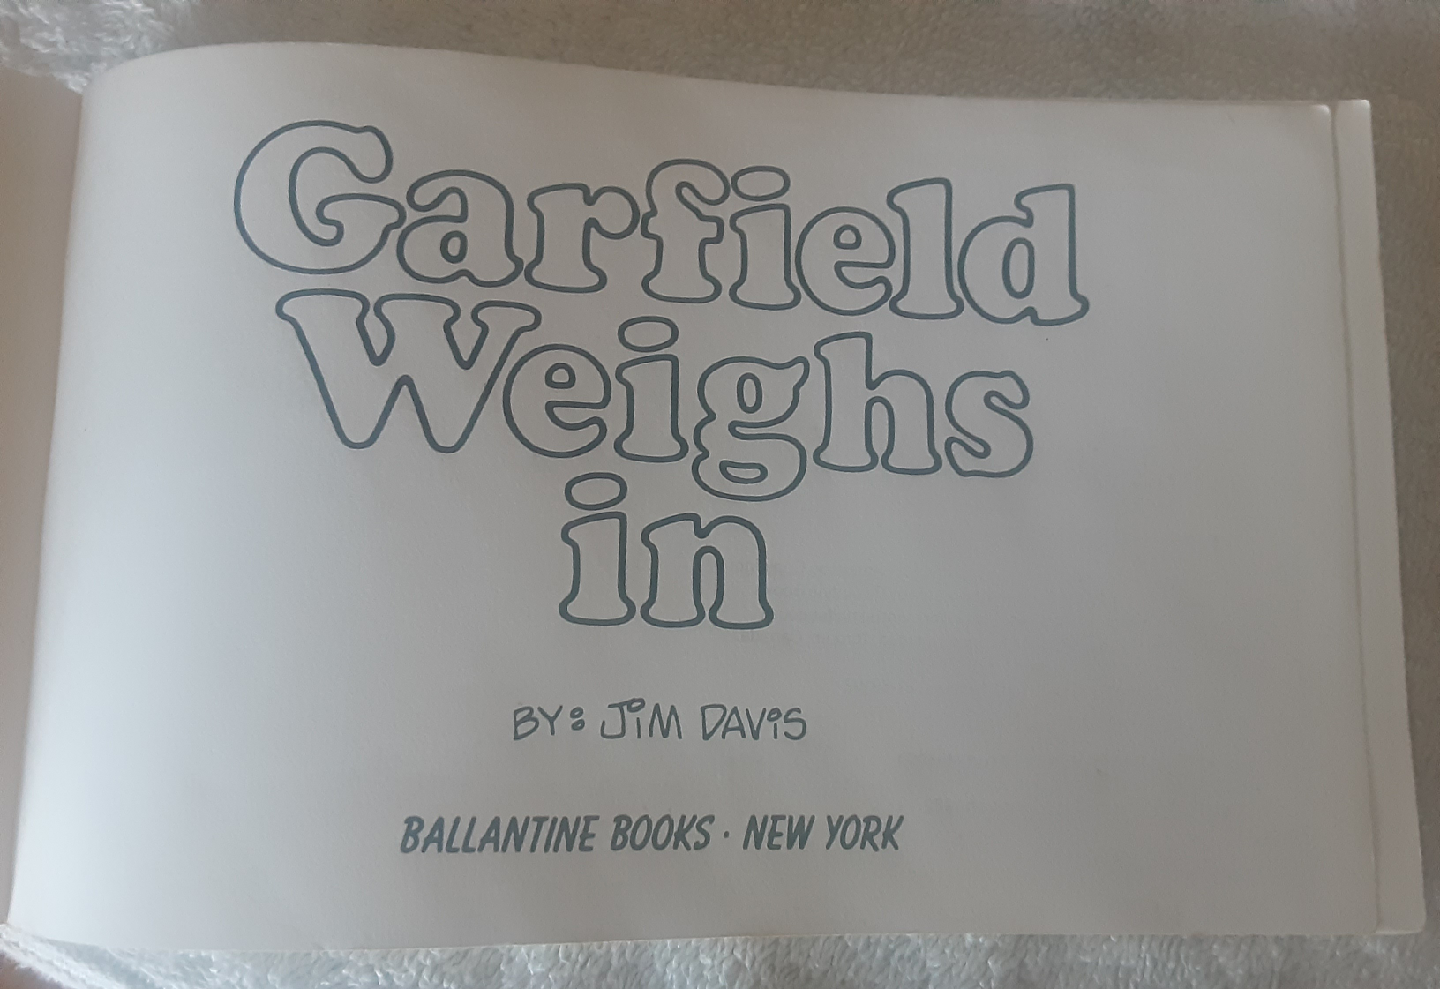 Garfield
Weighs
in
BY: JiM DAViS
BALLANTINE BOOKS · NEW YORK